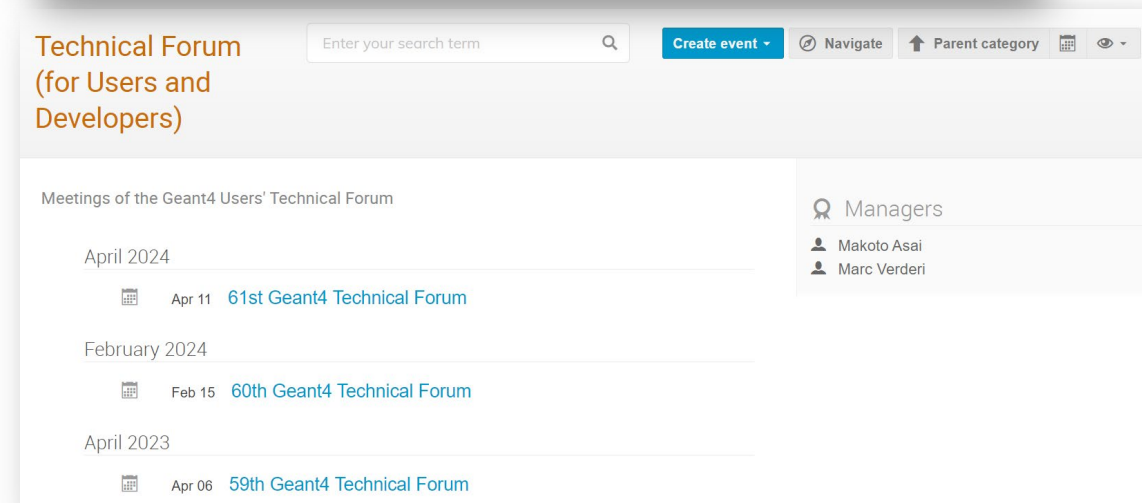 Technical Forum
(for Users and
Developers)
Enter your search term
Create event
Navigate
Parent category
Meetings of the Geant4 Users' Technical Forum
April 2024
Apr 11 61st Geant4 Technical Forum
February 2024
Feb 15 60th Geant4 Technical Forum
April 2023
Apr 06 59th Geant4 Technical Forum
Managers
Makoto Asai
Marc Verderi